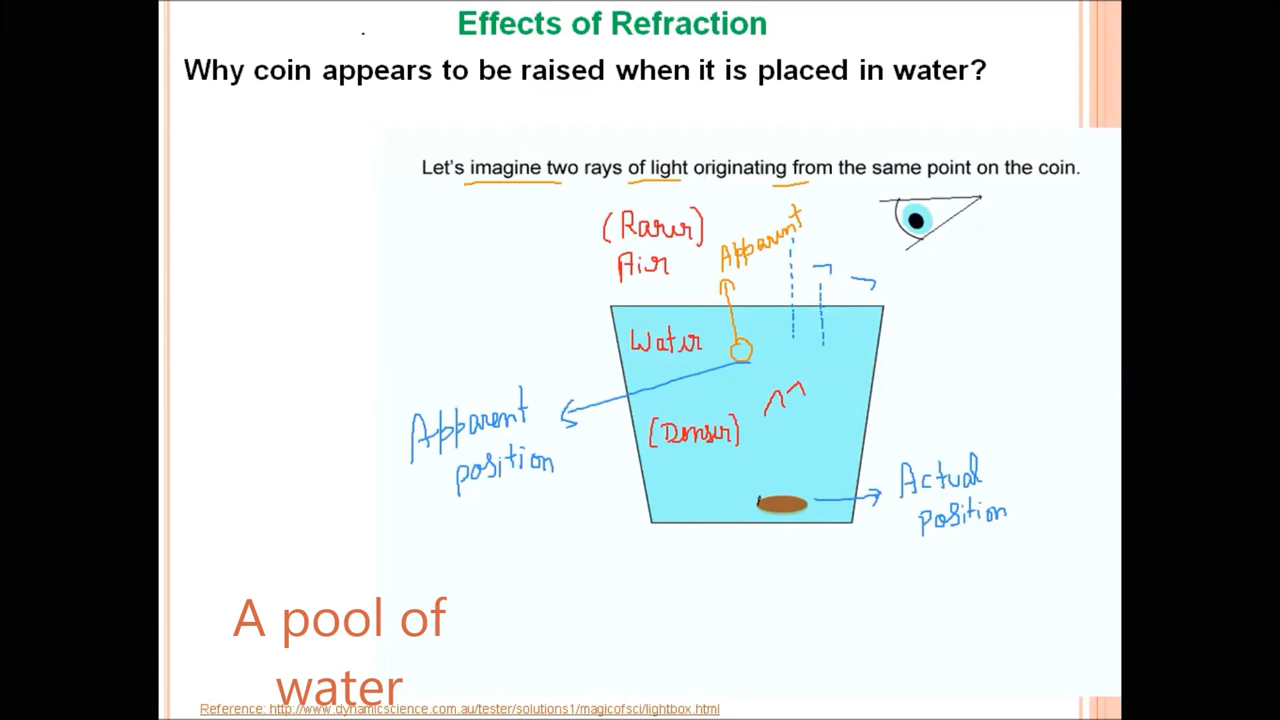 Effects of Refraction
Why coin appears to be raised when it is placed in water?
Let's imagine two rays of light originating from the same point on the coin.
(Rarer)
Air
Apparent
Water
Apparent
position
(Denser)
Actual
position
A pool of
water
Reference: http://www.dynamicscience.com.au/tester/solutions1/magicofsci/lightbox.html